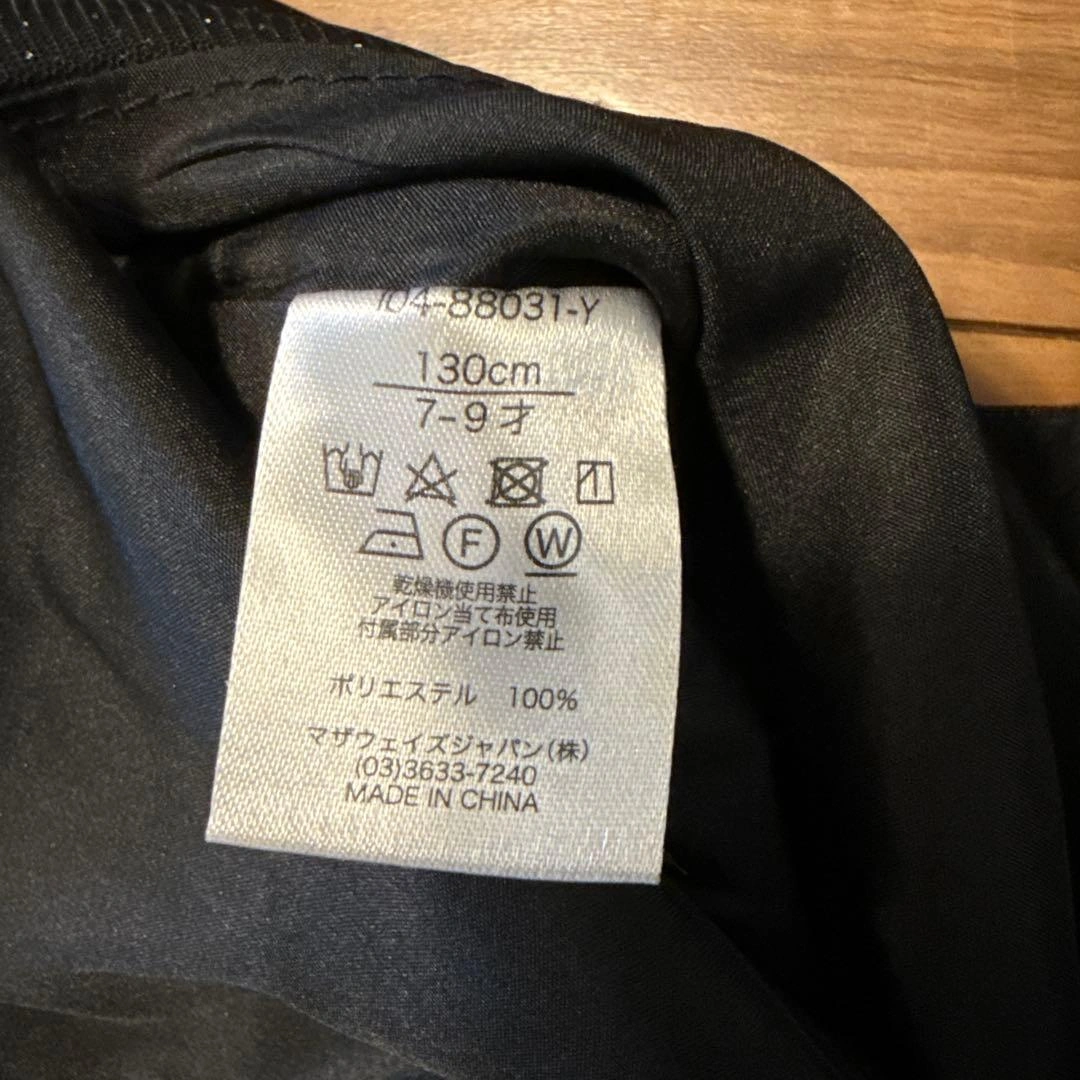 104-88031-Y
130cm
7-9才
F W
乾燥機使用禁止
アイロン当て布使用
付属部分アイロン禁止
ポリエステル 100%
マザウェイズジャパン(株)
(03)3633-7240
MADE IN CHINA